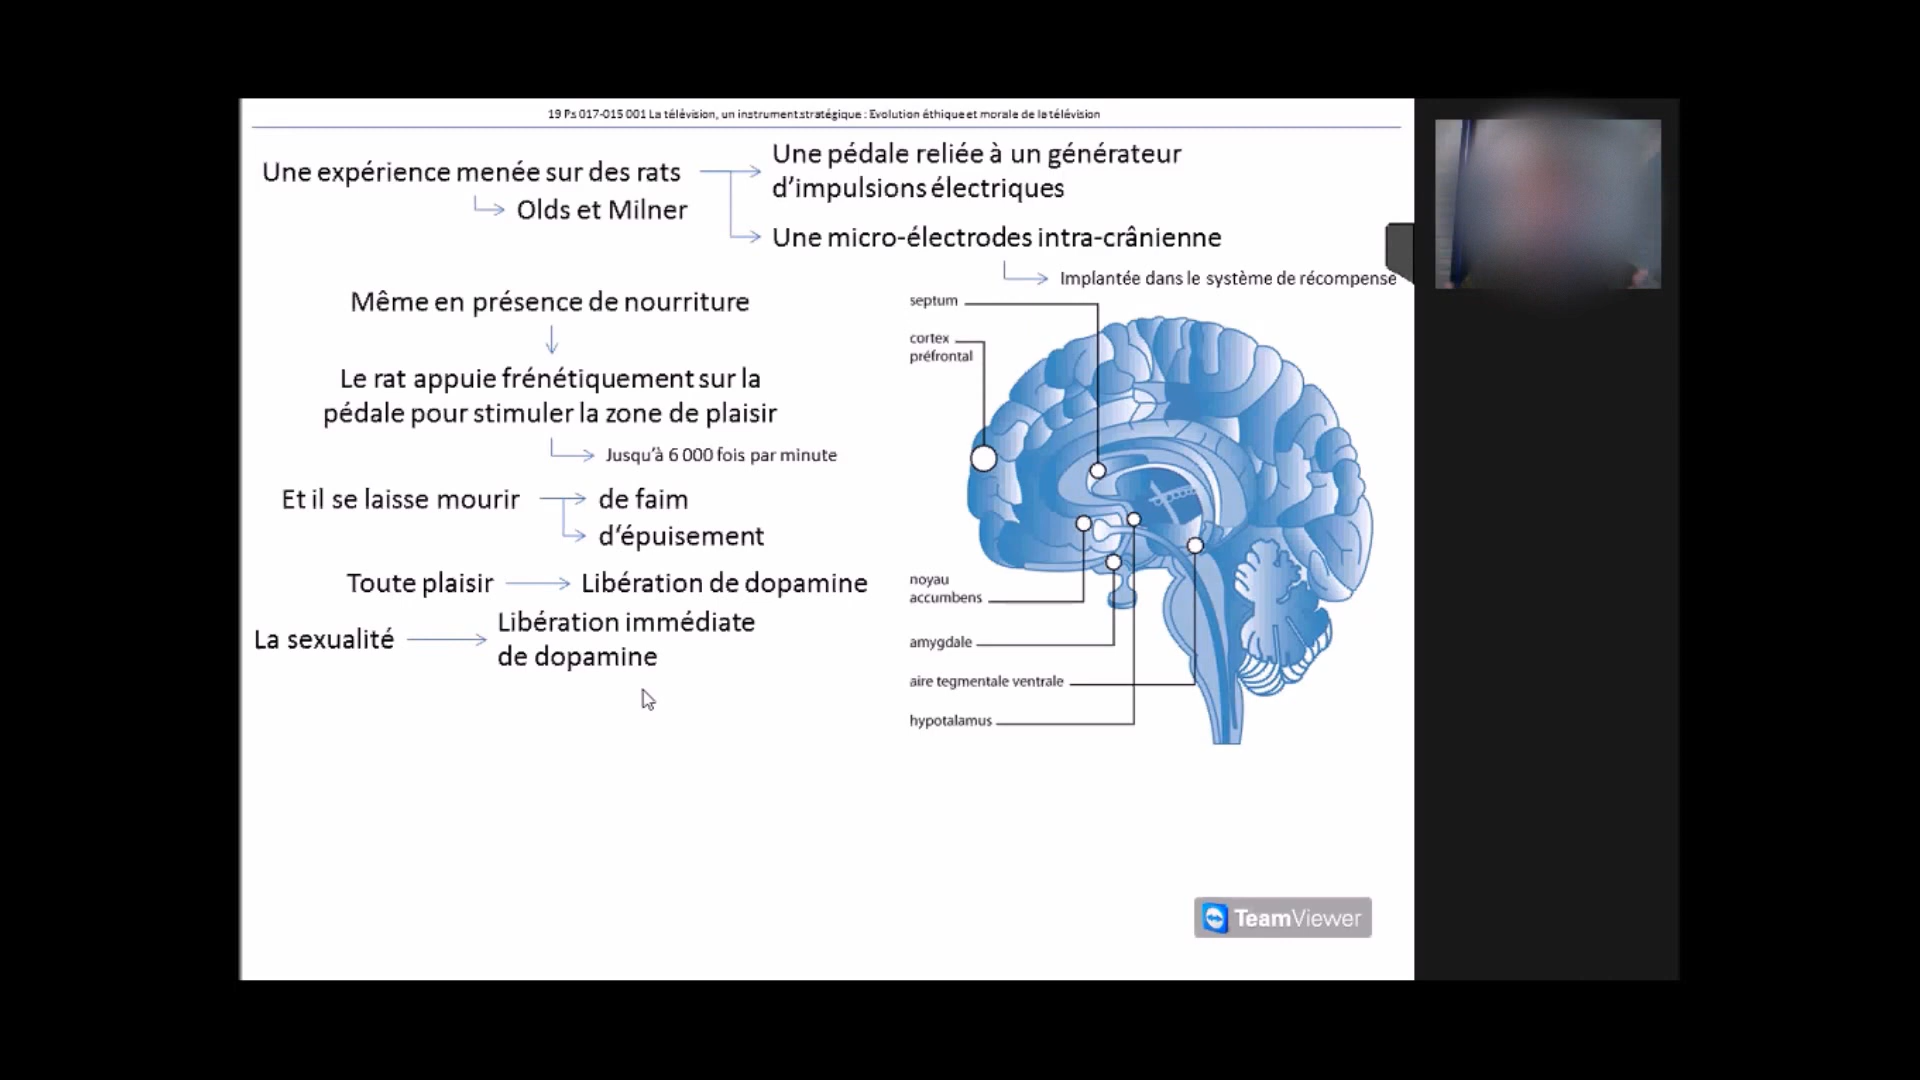 19 Ps 017-015 001 La télévision, un instrument stratégique : Evolution éthique et morale de la télévision
Une expérience menée sur des rats
Olds et Milner
Une pédale reliée à un générateur
d’impulsions électriques
Une micro-électrodes intra-crânienne
Implantée dans le système de récompense
Même en présence de nourriture
Le rat appuie frénétiquement sur la
pédale pour stimuler la zone de plaisir
Jusqu’à 6 000 fois par minute
Et il se laisse mourir
de faim
d’épuisement
Toute plaisir
Libération de dopamine
La sexualité
Libération immédiate
de dopamine
septum
cortex
préfrontal
noyau
accumbens
amygdale
aire tegmentale ventrale
hypotalamus
TeamViewer